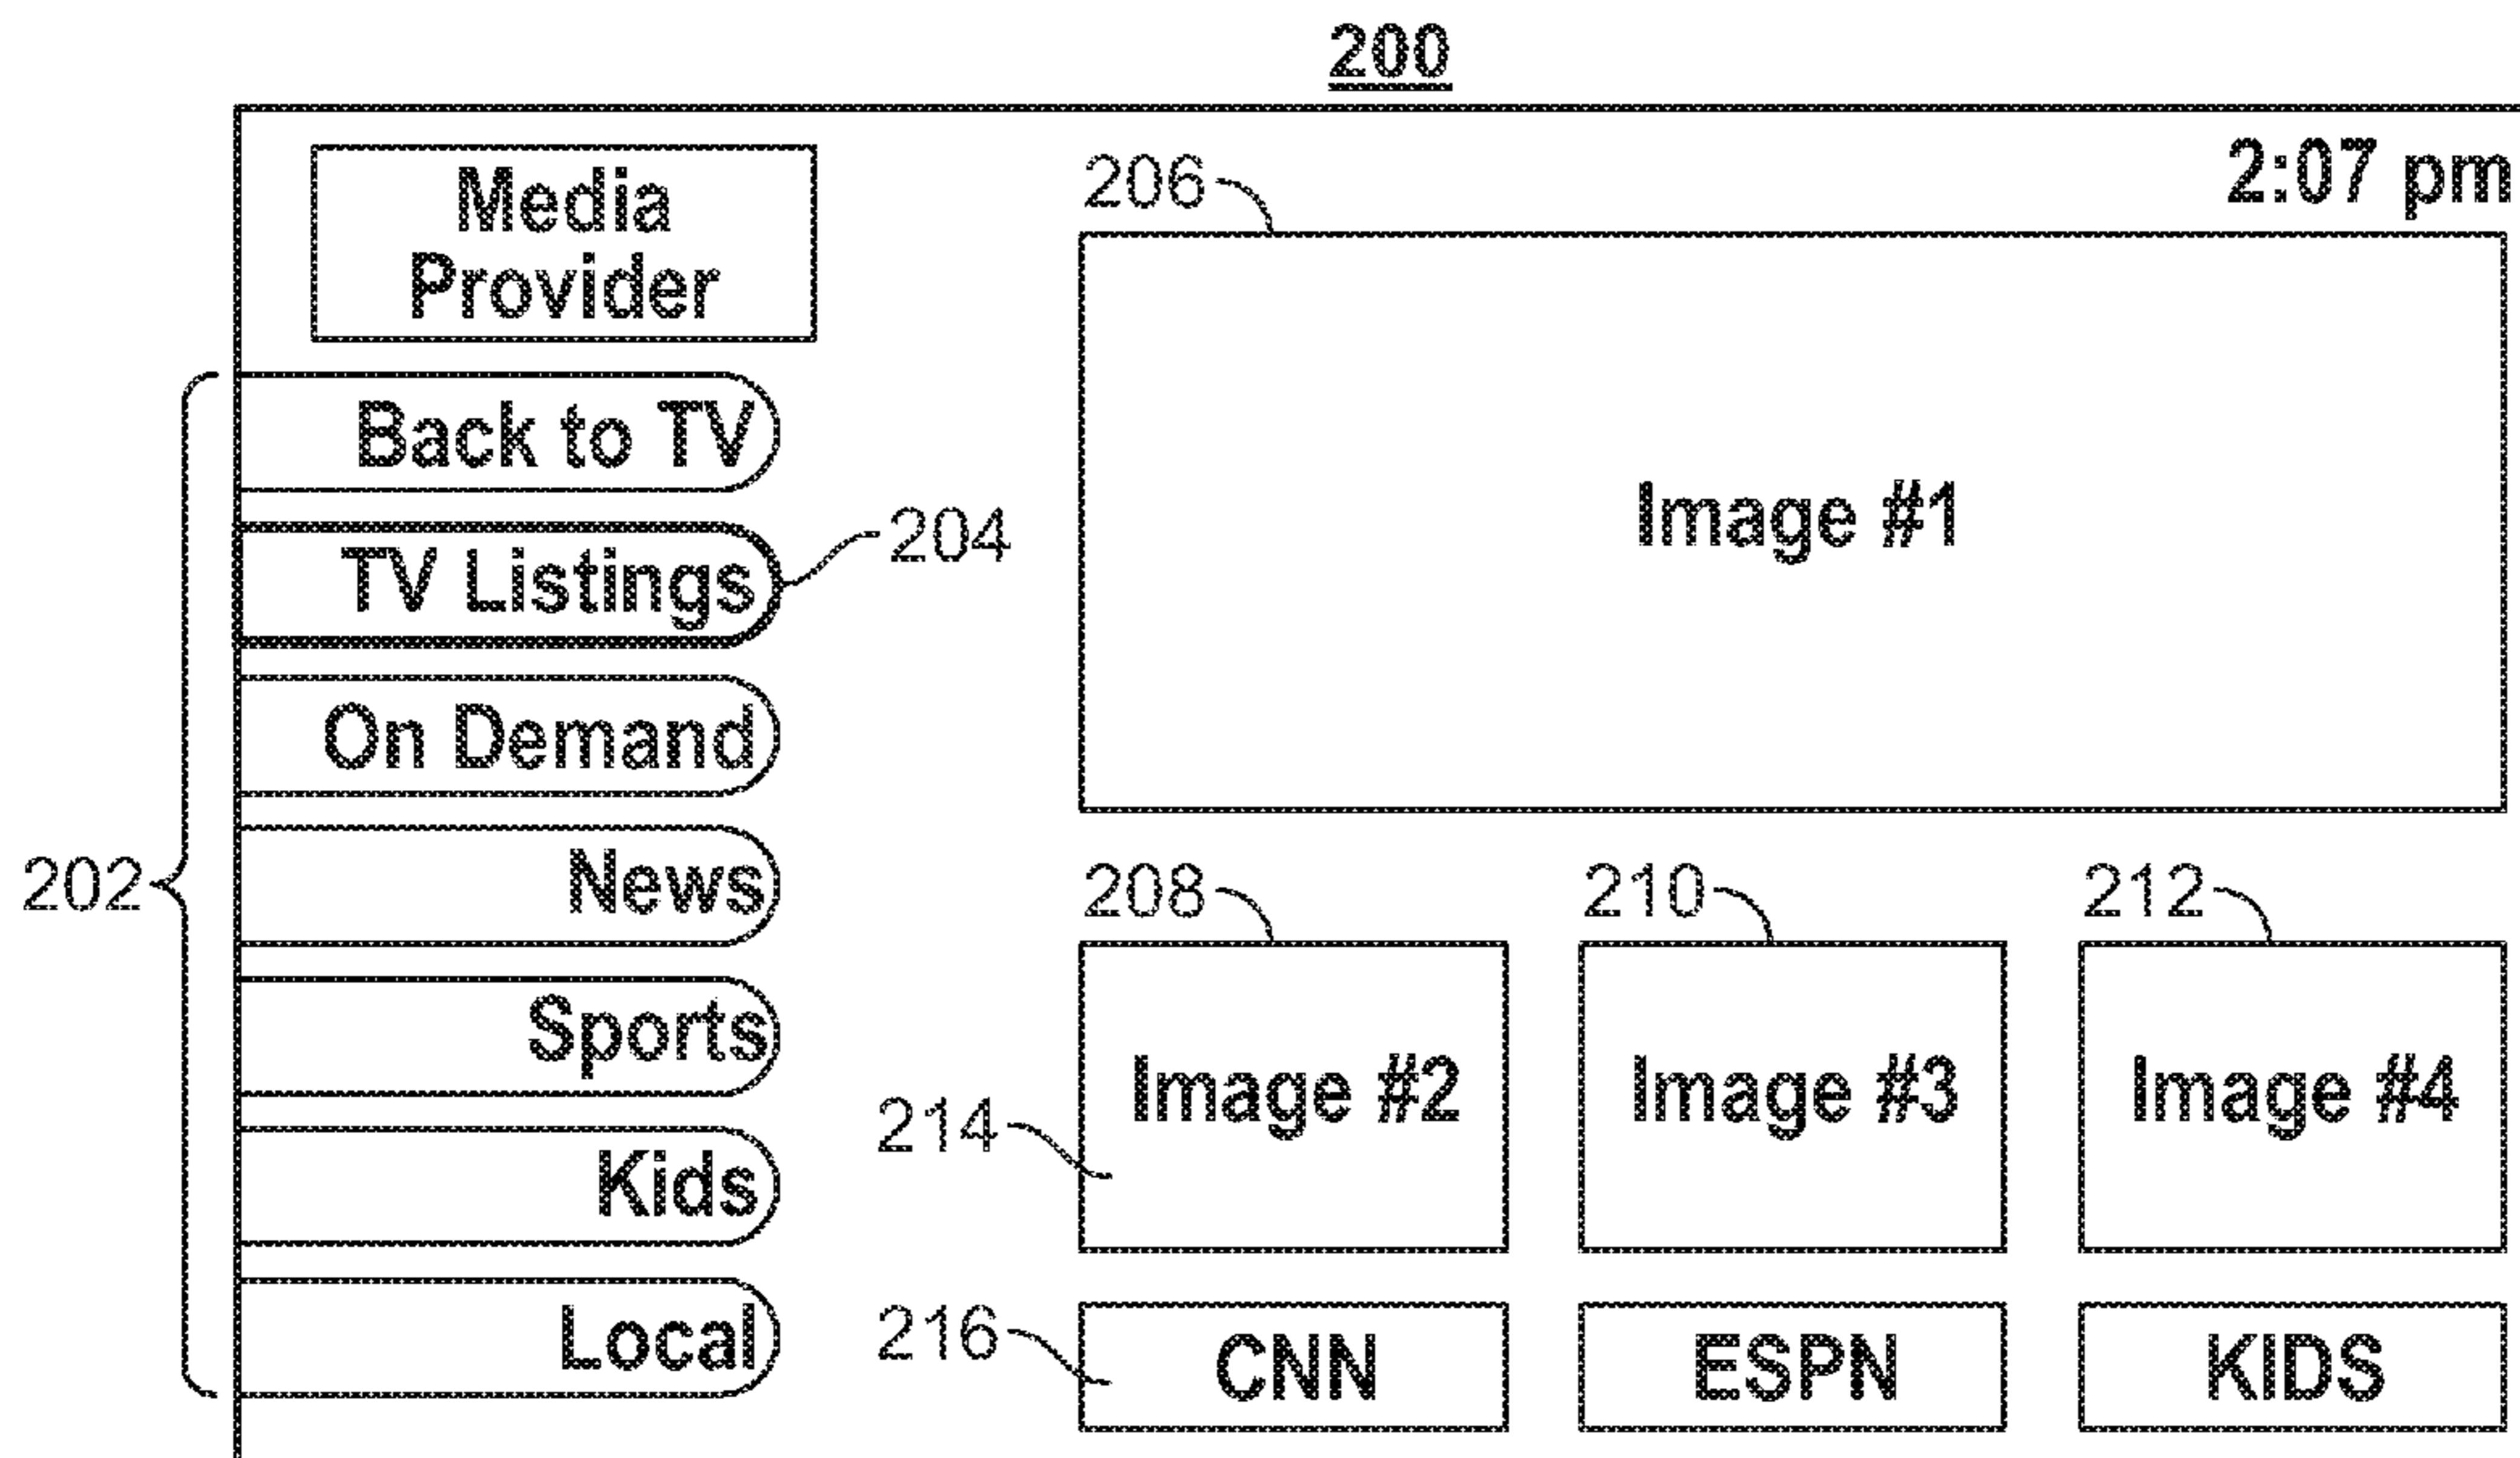 200
2:07 pm
Media
Provider
206
Back to TV
Image #1
TV Listings
204
On Demand
202
News
208
210
212
Sports
Image #2
Image #3
Image #4
214
Kids
216
Local
CNN
ESPN
KIDS